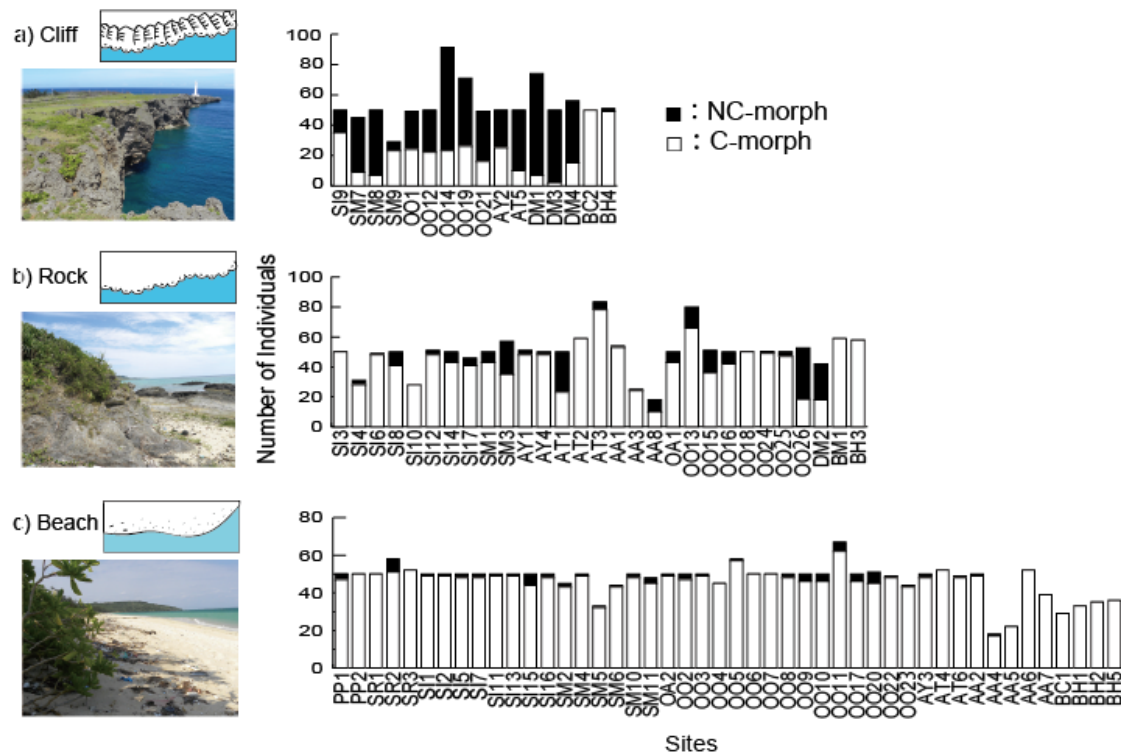 a) Cliff
100
80
60
40
20
0
SI9
SM7
SM8
SM9
OO1
OO12
OO14
OO19
OO21
AY2
AT5
DM1
DM3
DM4
BC2
BH4
: NC-morph
: C-morph
b) Rock
Number of Individuals
100
80
60
40
20
0
SI3
SI4
SI6
SI8
SI10
SI12
SI14
SI17
SM1
SM3
AY1
AY4
AT1
AT2
AT3
AA1
AA3
AA8
OA1
OO13
OO15
OO16
OO18
OO24
OO25
OO26
DM2
BM1
BH3
c) Beach
80
60
40
20
0
PP1
PP2
SR1
SR2
SR3
SI1
SI2
SI5
SI7
SI11
SI13
SI15
SI16
SM2
SM4
SM5
SM6
SM10
SM11
OA2
OO2
OO3
OO4
OO5
OO6
OO7
OO8
OO9
OO10
OO11
OO17
OO20
OO22
OO23
AY3
AT4
AT6
AA2
AA4
AA5
AA6
AA7
BC1
BH1
BH2
BH5
Sites